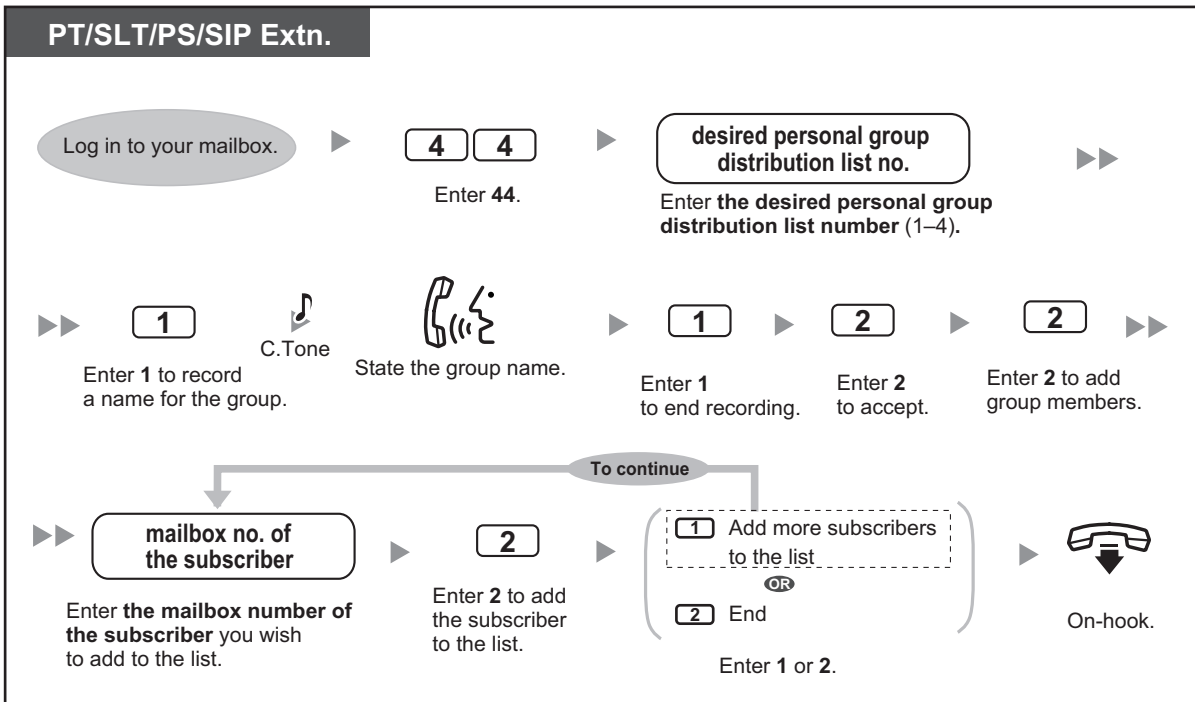 PT/SLT/PS/SIP Extn.
Log in to your mailbox.
4 4
Enter 44.
desired personal group
distribution list no.
Enter the desired personal group
distribution list number (1–4).
1
Enter 1 to record
a name for the group.
C.Tone
State the group name.
1
Enter 1
to end recording.
2
Enter 2
to accept.
2
Enter 2 to add
group members.
To continue
mailbox no. of
the subscriber
Enter the mailbox number of
the subscriber you wish
to add to the list.
2
Enter 2 to add
the subscriber
to the list.
1 Add more subscribers
to the list
OR
2 End
Enter 1 or 2.
On-hook.